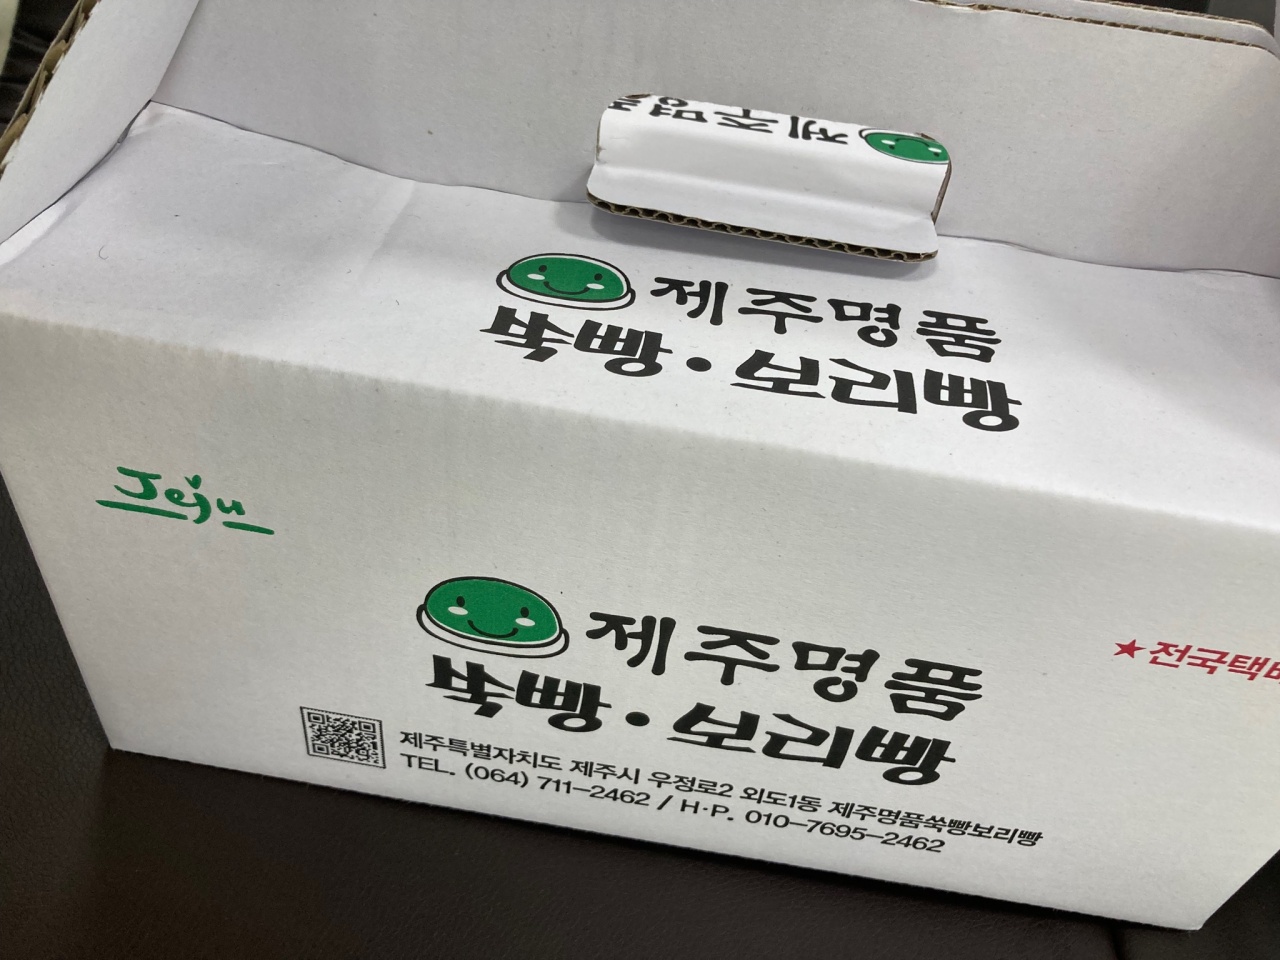 제주명
제주명품
쑥빵·보리빵
Jeju
제주명품
쑥빵·보리빵
★전국택배
제주특별자치도 제주시 우정로2 외도1동 제주명품쑥빵보리빵
TEL. (064) 711-2462 / H·P. 010-7695-2462